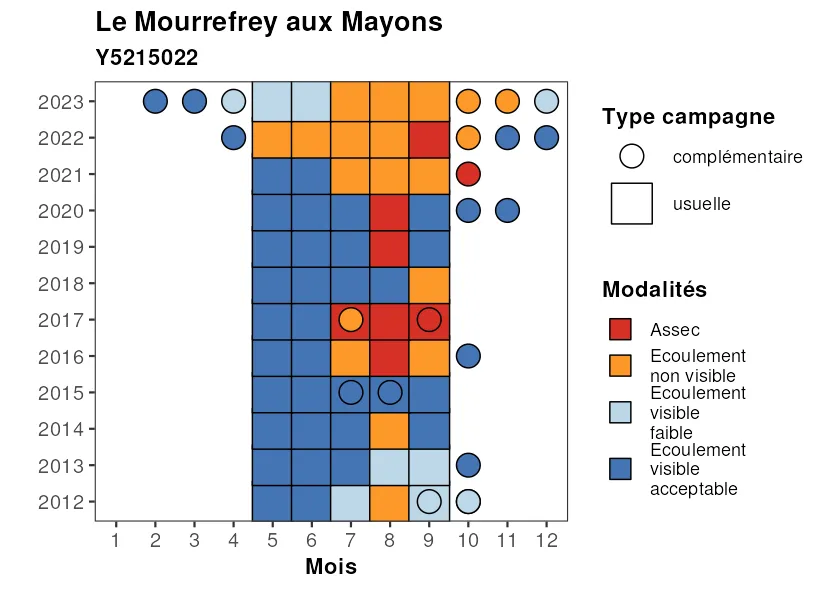 Le Mourrefrey aux Mayons
Y5215022
2023
2022
2021
2020
2019
2018
2017
2016
2015
2014
2013
2012
1 2 3 4 5 6 7 8 9 10 11 12
Mois
Type campagne
complémentaire
usuelle
Modalités
Assec
Ecoulement
non visible
Ecoulement
visible
faible
Ecoulement
visible
acceptable